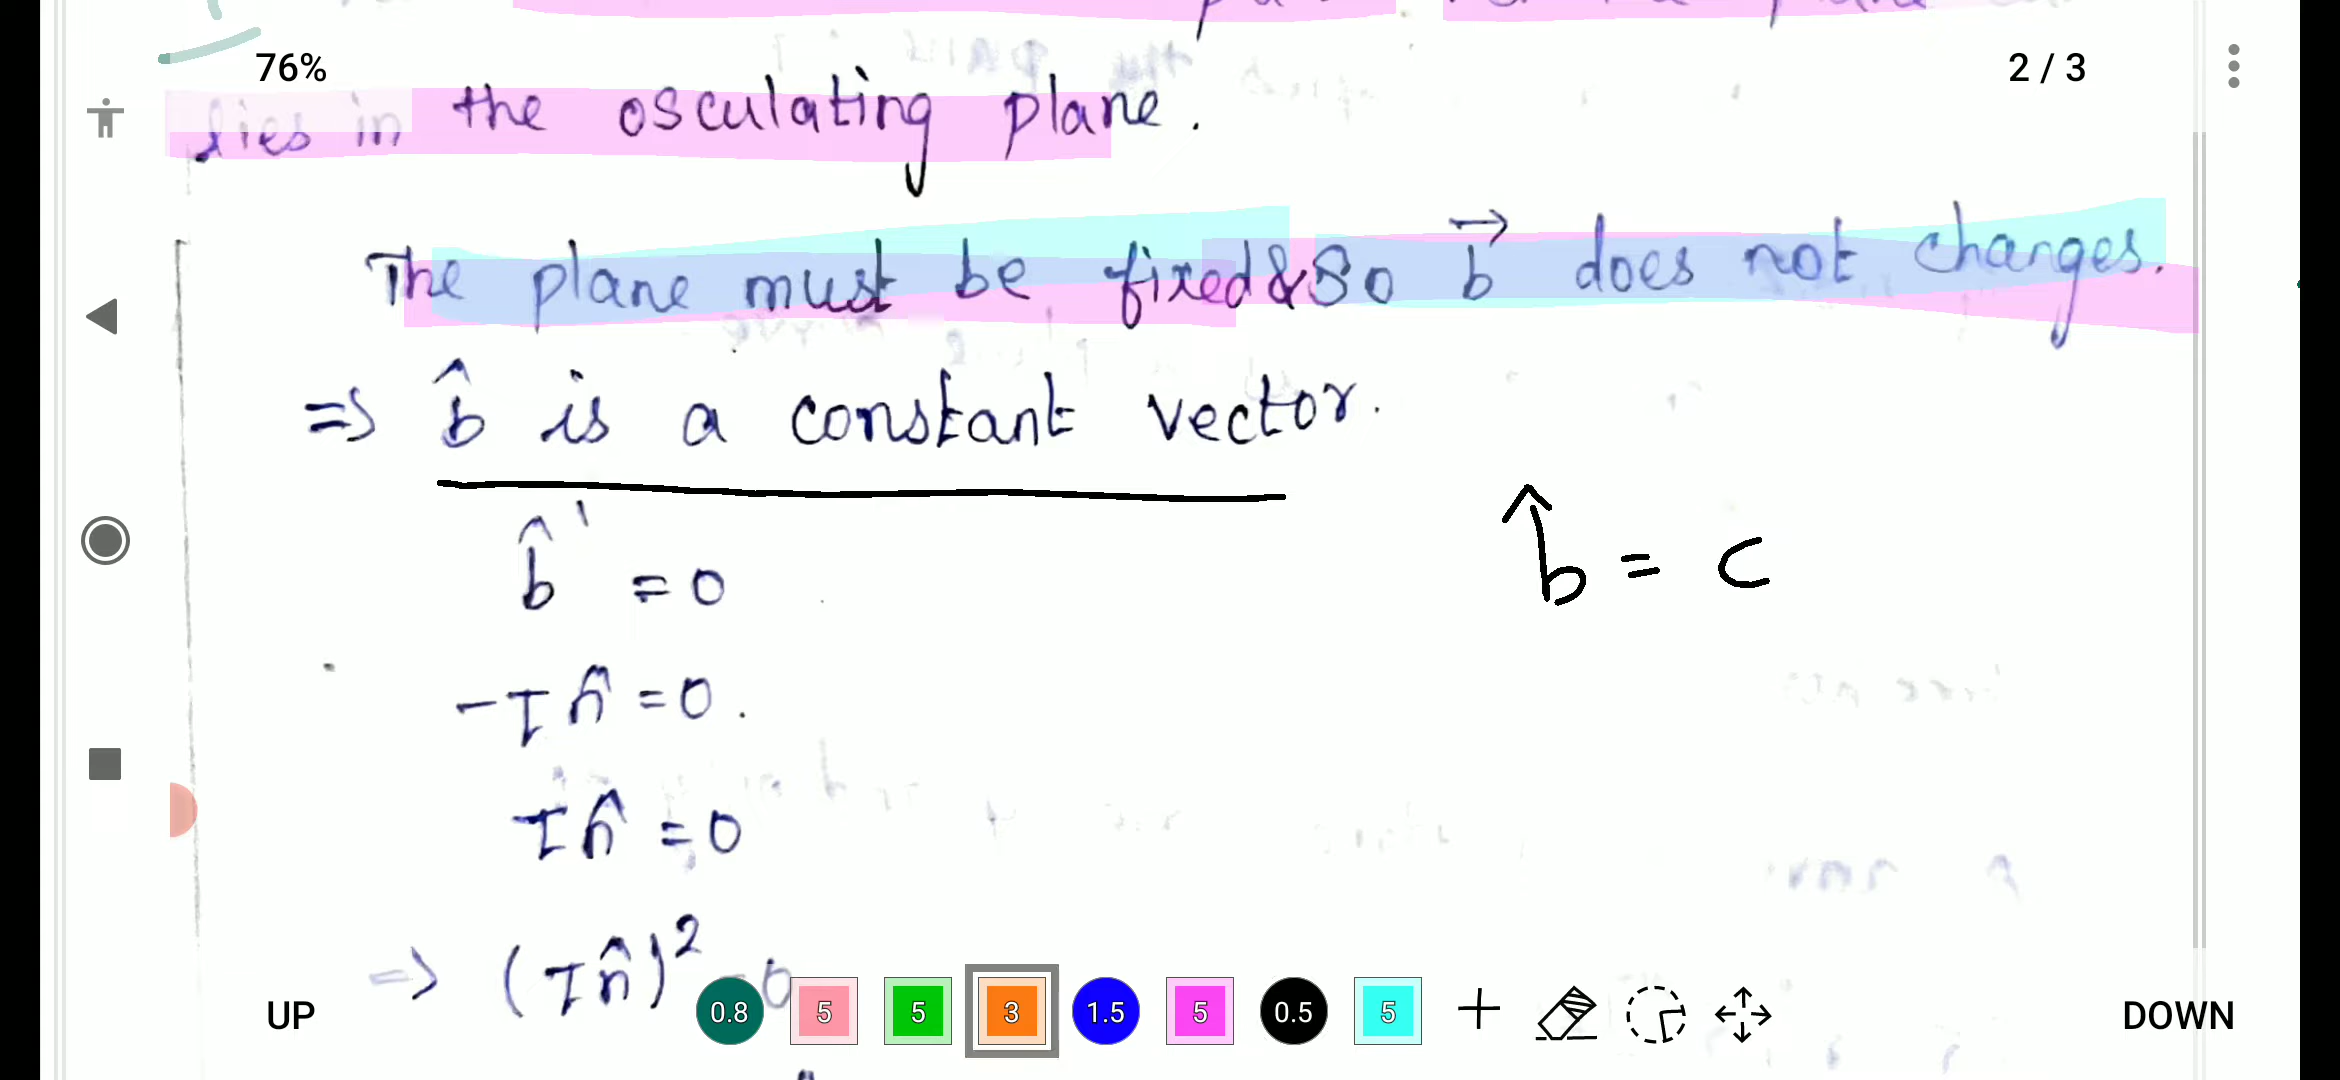 76%
2 / 3
lies in the osculating plane.
The plane must be fixed & So b⃗ does not changes.
=> b̂ is a constant vector.
b̂' = 0
b̂ = c
-τ n̂ = 0.
τ n̂ = 0
=> (τ n̂)² = 0
UP 0.8 5 5 3 1.5 5 0.5 5 + DOWN